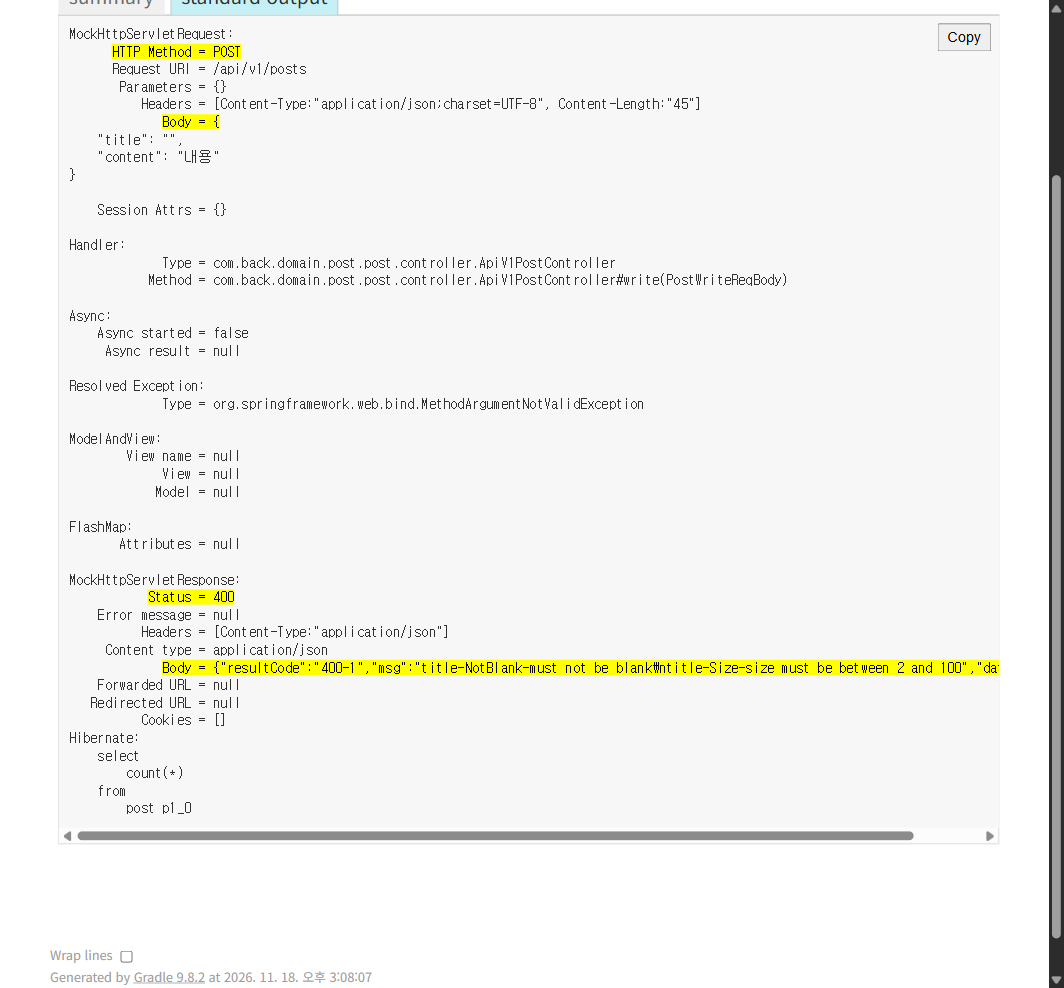 summary standard output
Copy
MockHttpServletRequest:
HTTP Method = POST
Request URI = /api/v1/posts
Parameters = {}
Headers = [Content-Type:"application/json;charset=UTF-8", Content-Length:"45"]
Body = {
"title": "",
"content": "내용"
}
Session Attrs = {}
Handler:
Type = com.back.domain.post.post.controller.ApiV1PostController
Method = com.back.domain.post.post.controller.ApiV1PostController#write(PostWriteReqBody)
Async:
Async started = false
Async result = null
Resolved Exception:
Type = org.springframework.web.bind.MethodArgumentNotValidException
ModelAndView:
View name = null
View = null
Model = null
FlashMap:
Attributes = null
MockHttpServletResponse:
Status = 400
Error message = null
Headers = [Content-Type:"application/json"]
Content type = application/json
Body = {"resultCode":"400-1","msg":"title-NotBlank-must not be blank₩ntitle-Size-size must be between 2 and 100","da
Forwarded URL = null
Redirected URL = null
Cookies = []
Hibernate:
select
count(*)
from
post p1_0
Wrap lines
Generated by Gradle 9.8.2 at 2026. 11. 18. 오후 3:08:07